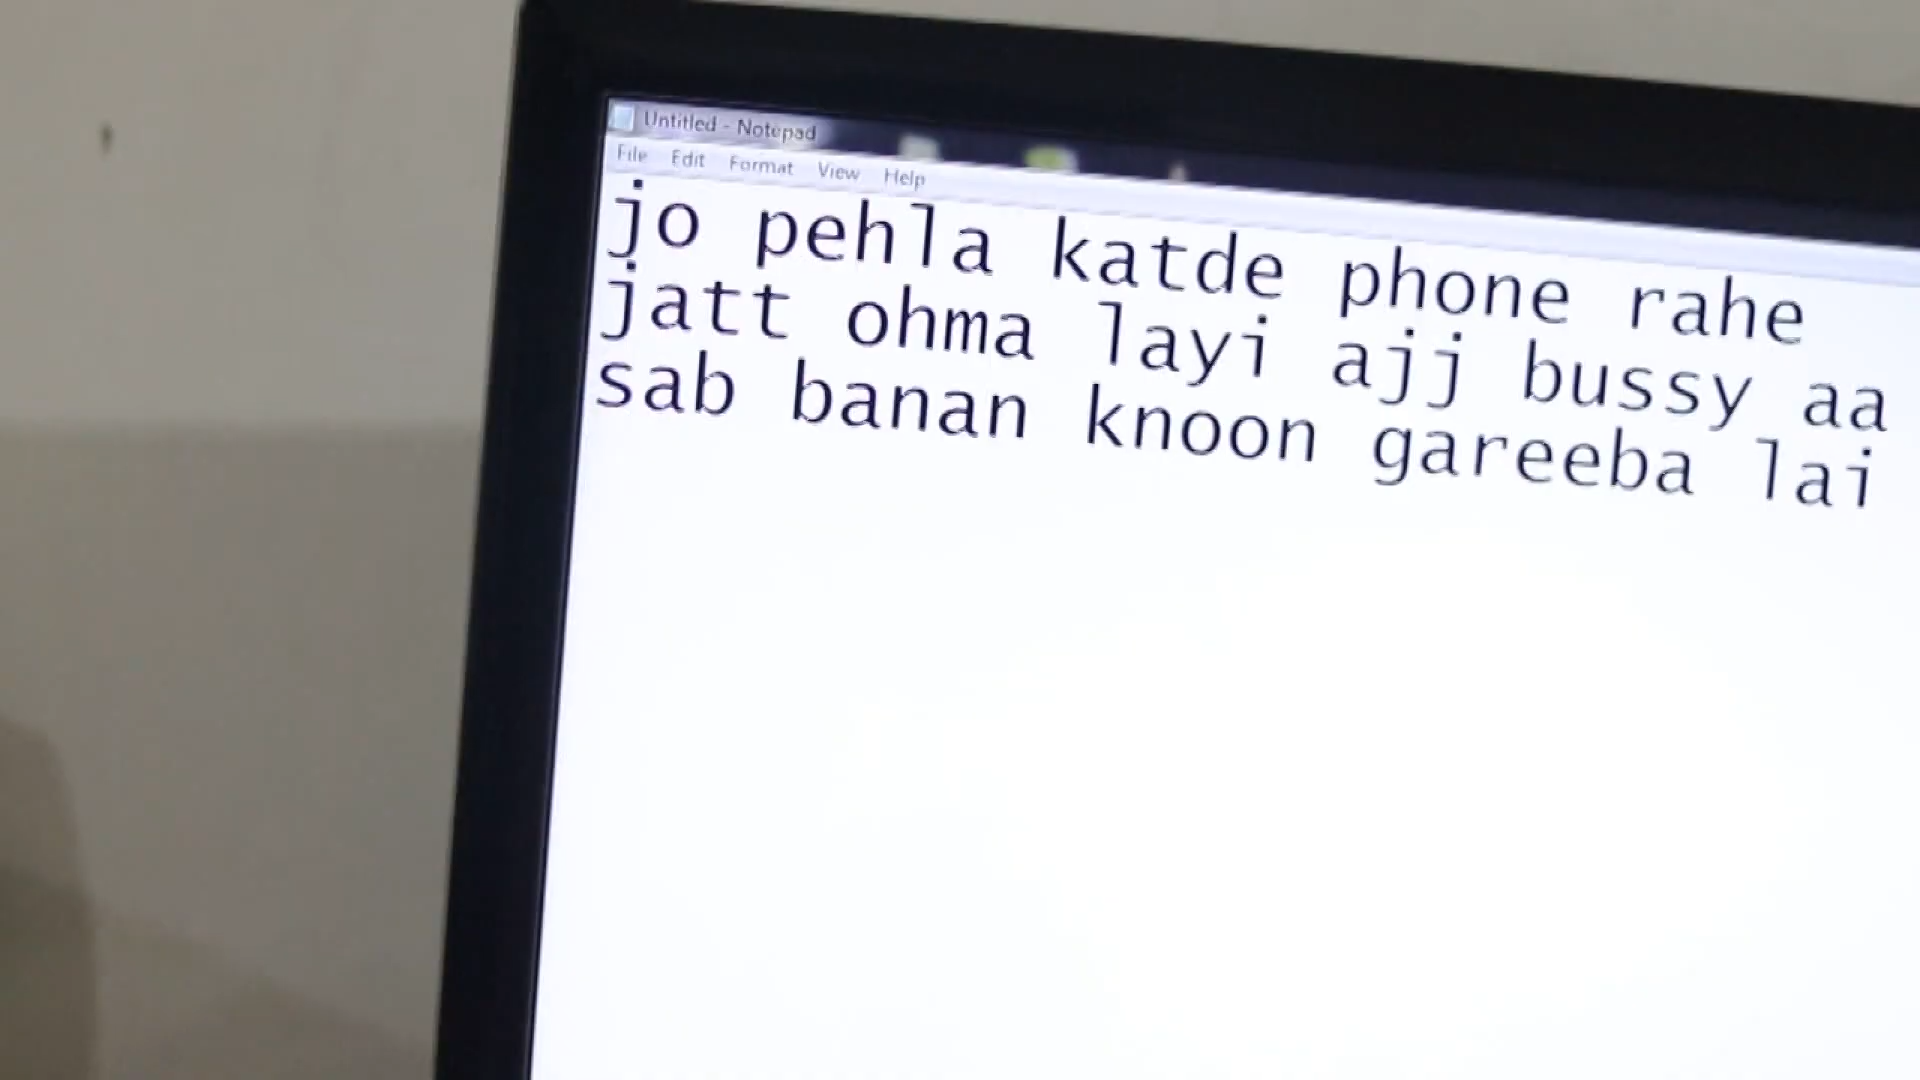 Untitled - Notepad
File Edit Format View Help
jo pehla katde phone rahe
jatt ohma layi ajj bussy aa
sab banan knoon gareeba lai